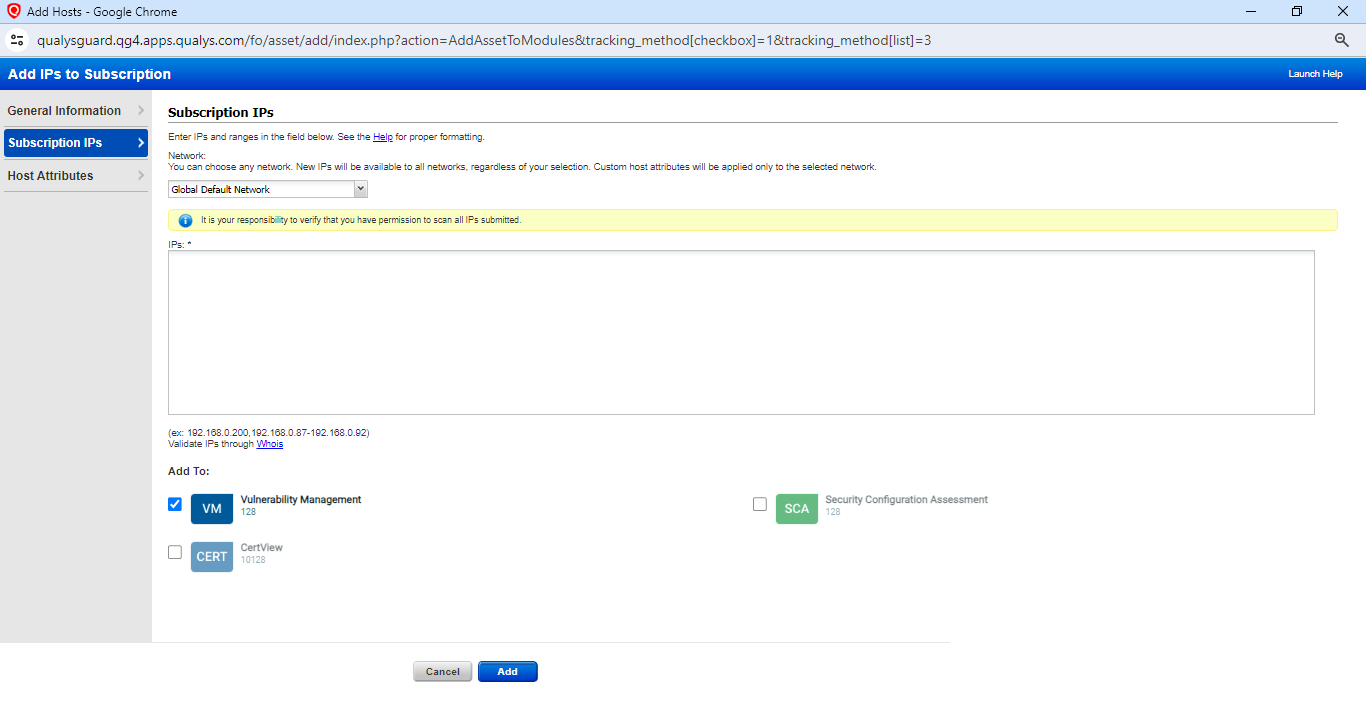 Add Hosts - Google Chrome
qualysguard.qg4.apps.qualys.com/fo/asset/add/index.php?action=AddAssetToModules&tracking_method[checkbox]=1&tracking_method[list]=3
Add IPs to Subscription
Launch Help
General Information
Subscription IPs
Host Attributes
Subscription IPs
Enter IPs and ranges in the field below. See the Help for proper formatting.
Network:
You can choose any network. New IPs will be available to all networks, regardless of your selection. Custom host attributes will be applied only to the selected network.
Global Default Network
It is your responsibility to verify that you have permission to scan all IPs submitted.
IPs: *
(ex: 192.168.0.200,192.168.0.87-192.168.0.92)
Validate IPs through Whois
Add To:
VM
Vulnerability Management
128
SCA
Security Configuration Assessment
128
CERT
CertView
10128
Cancel
Add